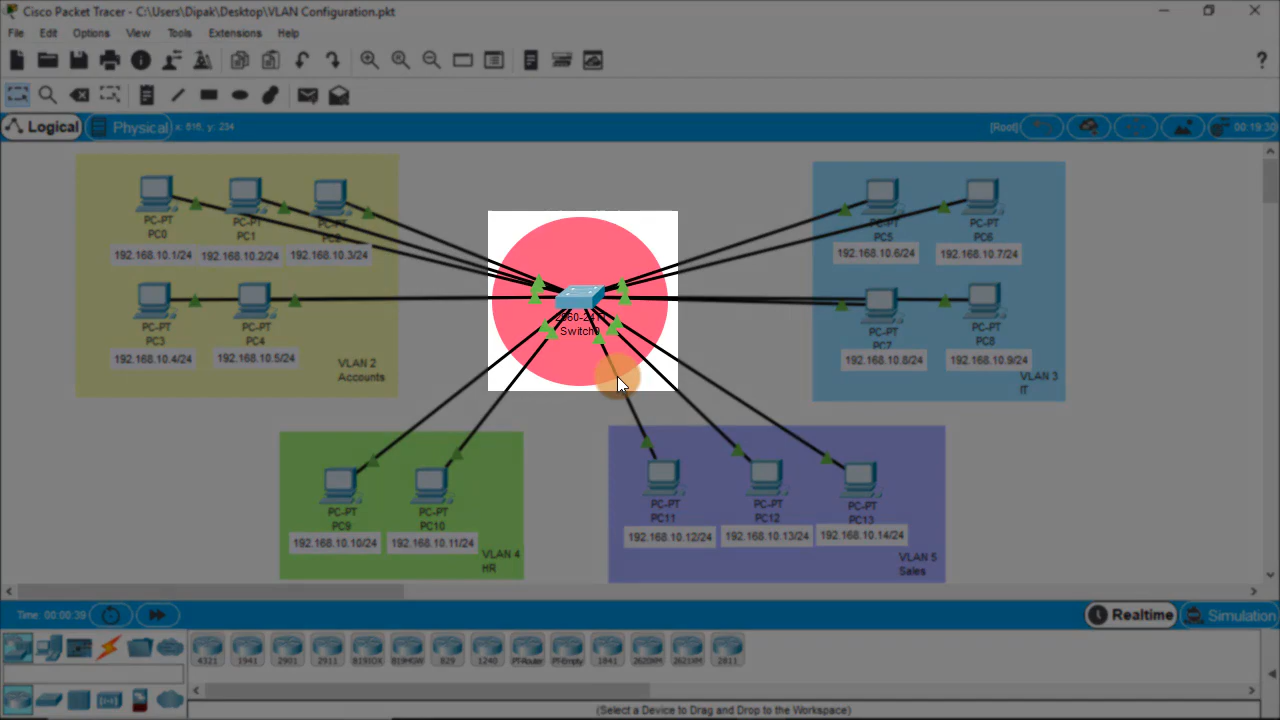 Cisco Packet Tracer - C:\Users\Dipak\Desktop\VLAN Configuration.pkt
File Edit Options View Tools Extensions Help
?
Logical Physical x: 816, y: 234 [Root] 00:19:30
PC-PT
PC0
192.168.10.1/24
PC-PT
PC1
192.168.10.2/24
PC-PT
PC2
192.168.10.3/24
PC-PT
PC3
192.168.10.4/24
PC-PT
PC4
192.168.10.5/24
VLAN 2
Accounts
Switch0
PC-PT
PC5
192.168.10.6/24
PC-PT
PC6
192.168.10.7/24
PC-PT
PC7
192.168.10.8/24
PC-PT
PC8
192.168.10.9/24
VLAN 3
IT
PC-PT
PC9
192.168.10.10/24
PC-PT
PC10
192.168.10.11/24
VLAN 4
HR
PC-PT
PC11
192.168.10.12/24
PC-PT
PC12
192.168.10.13/24
PC-PT
PC13
192.168.10.14/24
VLAN 5
Sales
Time: 00:00:39 Realtime Simulation
4321 1941 2901 2911 819IOX 819HGW 829 1240 PT-Router PT-Empty 1841 2620XM 2621XM 2811
(Select a Device to Drag and Drop to the Workspace)